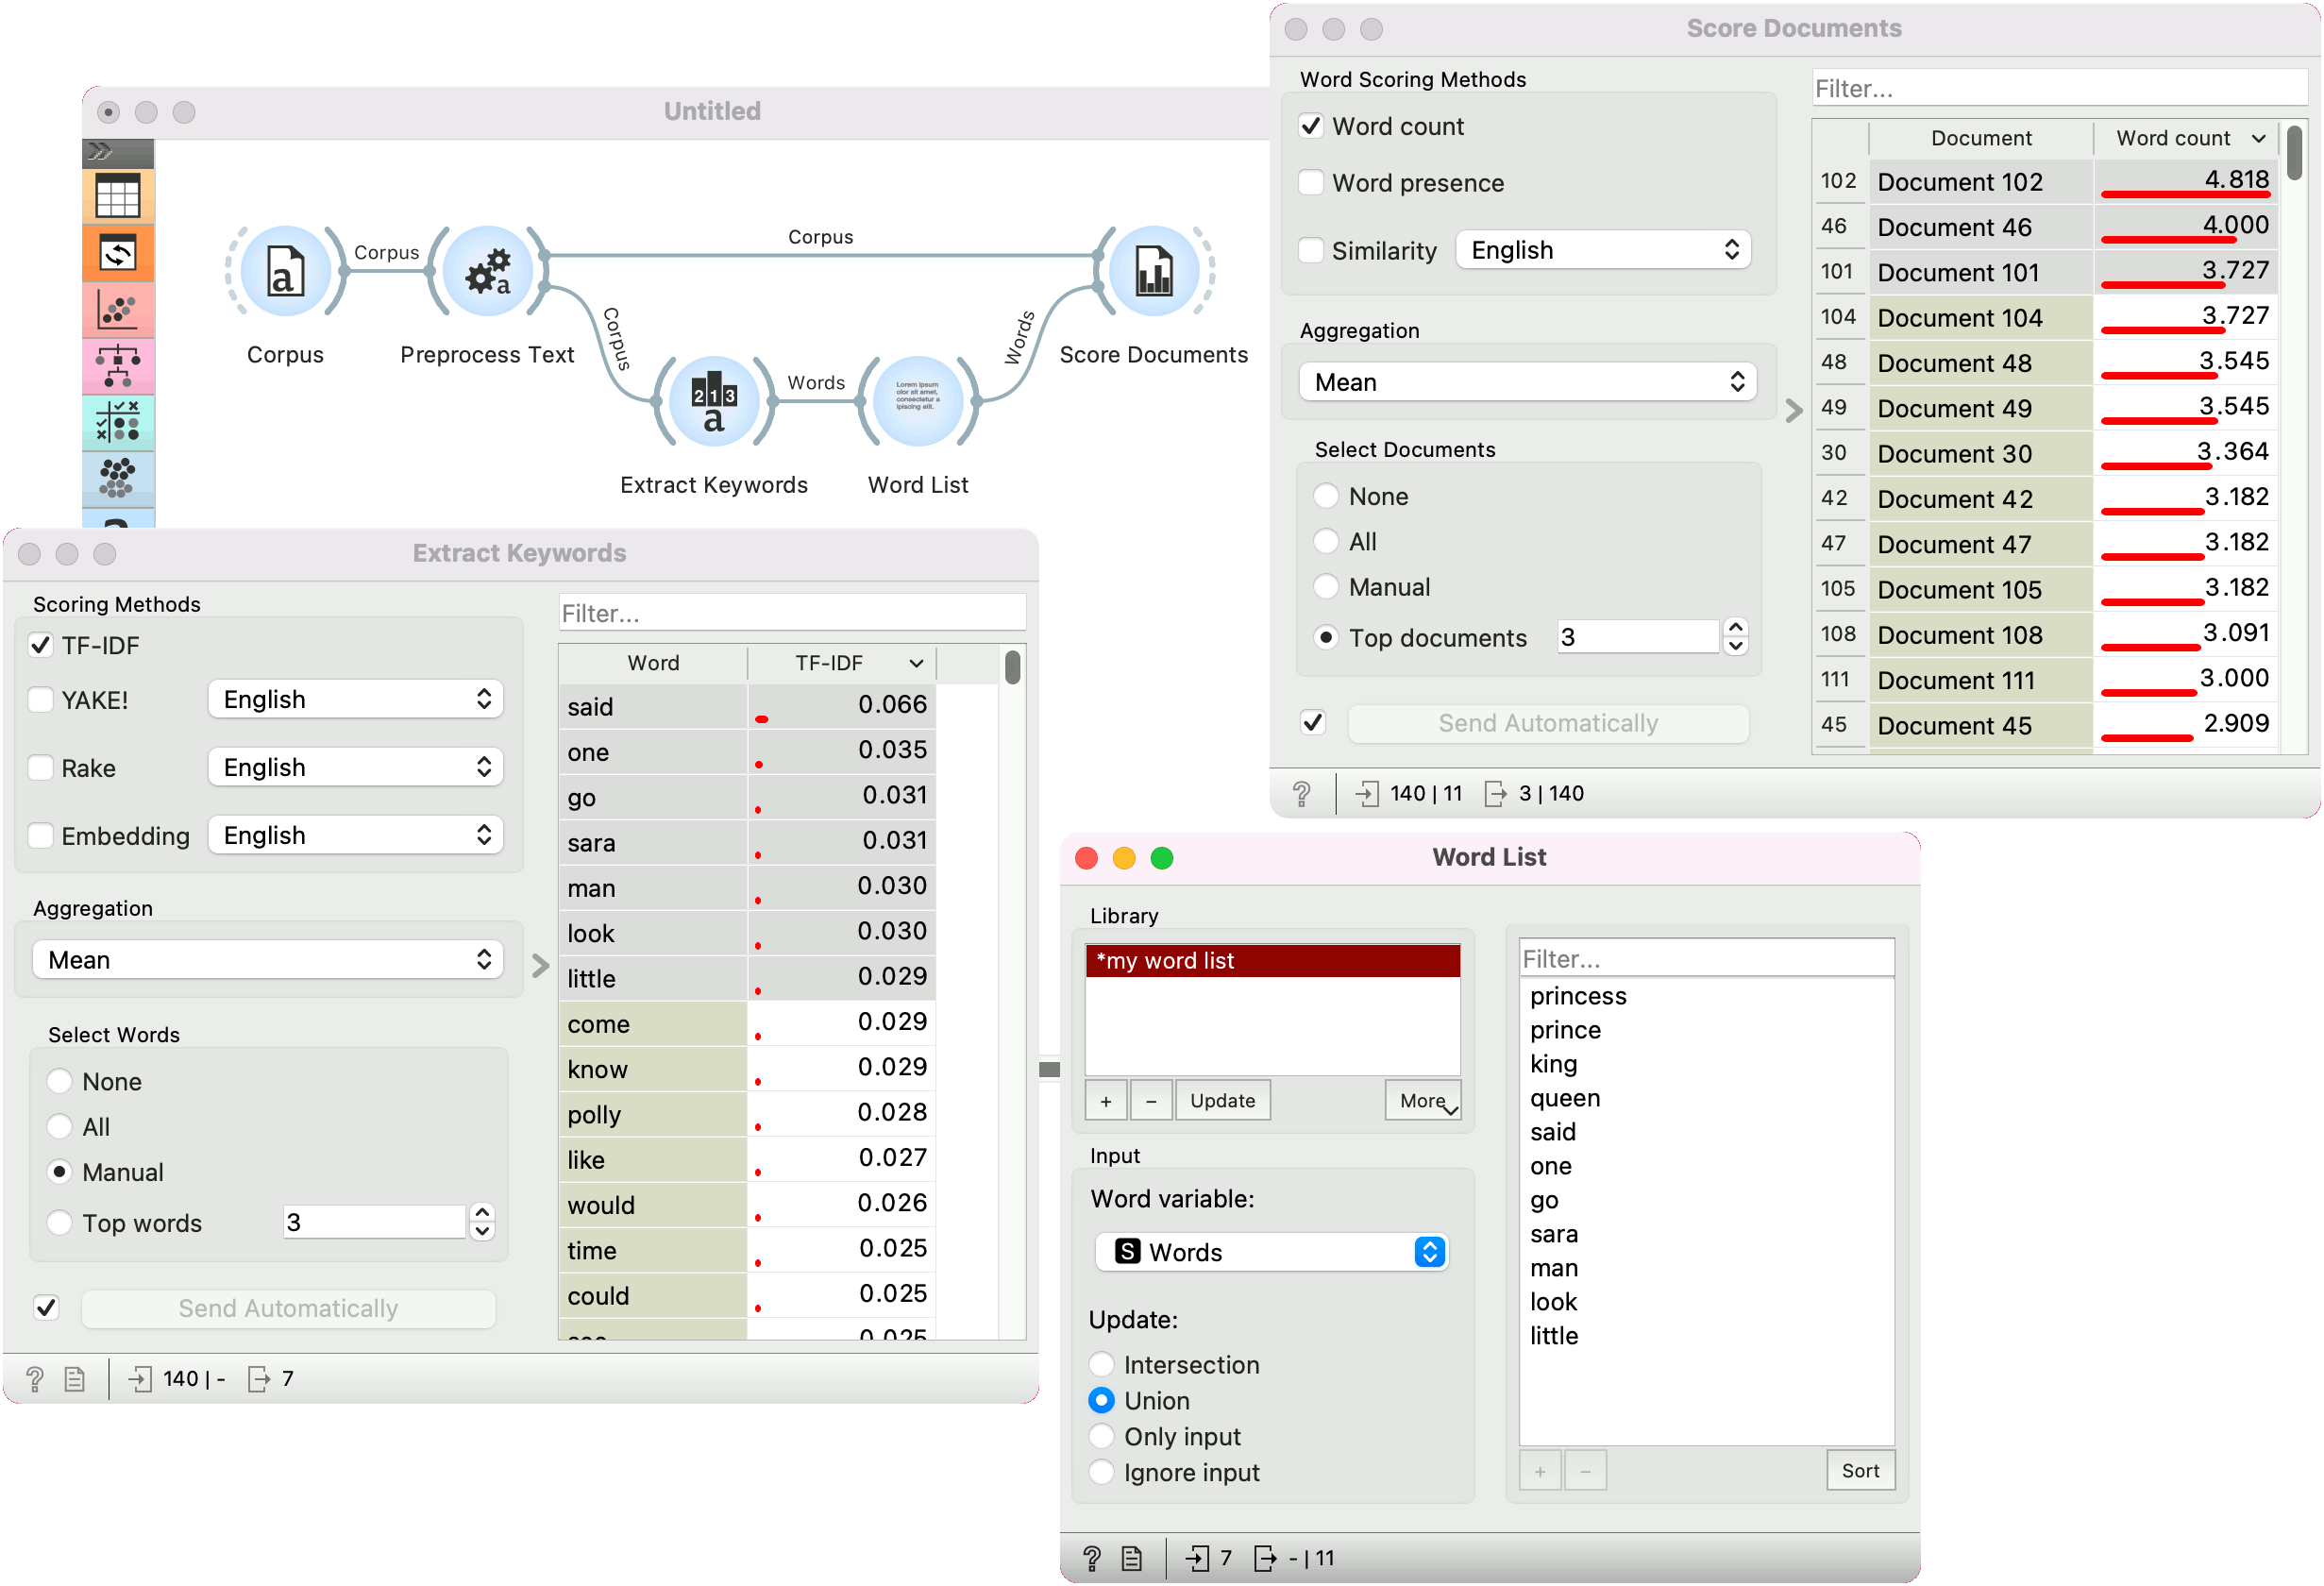 Untitled
Corpus
Corpus
Corpus
Words
Words
Corpus
Preprocess Text
Score Documents
213
a
Lorem ipsum
olor sit amet,
consectetur a
ipiscing elit.
Extract Keywords
Word List
Score Documents
Word Scoring Methods
Word count
Word presence
Similarity English
Aggregation
Mean
Select Documents
None
All
Manual
Top documents 3
Send Automatically
Filter...
Document Word count
102 Document 102 4.818
46 Document 46 4.000
101 Document 101 3.727
104 Document 104 3.727
48 Document 48 3.545
49 Document 49 3.545
30 Document 30 3.364
42 Document 42 3.182
47 Document 47 3.182
105 Document 105 3.182
108 Document 108 3.091
111 Document 111 3.000
45 Document 45 2.909
? 140 | 11 3 | 140
Extract Keywords
Scoring Methods
TF-IDF
YAKE! English
Rake English
Embedding English
Aggregation
Mean
Select Words
None
All
Manual
Top words 3
Send Automatically
Filter...
Word TF-IDF
said 0.066
one 0.035
go 0.031
sara 0.031
man 0.030
look 0.030
little 0.029
come 0.029
know 0.029
polly 0.028
like 0.027
would 0.026
time 0.025
could 0.025
0.025
? 140 | - 7
Word List
Library
*my word list
+ − Update More
Input
Word variable:
S Words
Update:
Intersection
Union
Only input
Ignore input
Filter...
princess
prince
king
queen
said
one
go
sara
man
look
little
+ − Sort
? 7 - | 11